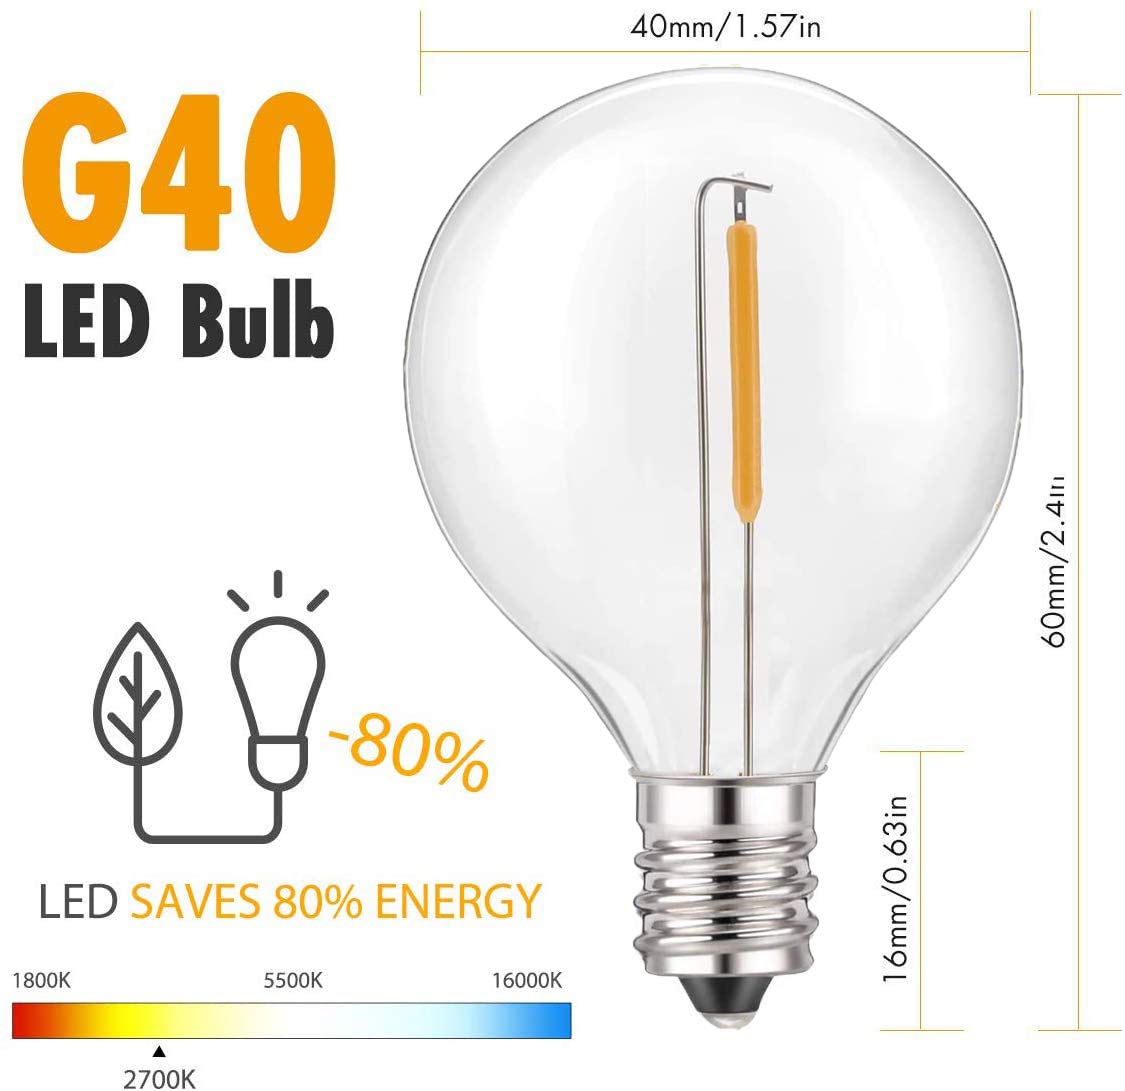 40mm/1.57in
G40
LED Bulb
60mm/2.4in
-80%
16mm/0.63in
LED SAVES 80% ENERGY
1800K 5500K 16000K
2700K